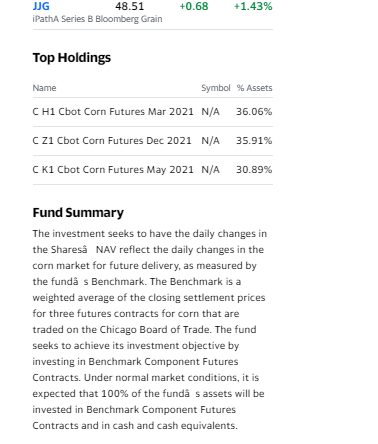 JJG 48.51 +0.68 +1.43%
iPathA Series B Bloomberg Grain
Top Holdings
Name Symbol % Assets
C H1 Cbot Corn Futures Mar 2021 N/A 36.06%
C Z1 Cbot Corn Futures Dec 2021 N/A 35.91%
C K1 Cbot Corn Futures May 2021 N/A 30.89%
Fund Summary
The investment seeks to have the daily changes in
the Sharesâ NAV reflect the daily changes in the
corn market for future delivery, as measured by
the fundâ s Benchmark. The Benchmark is a
weighted average of the closing settlement prices
for three futures contracts for corn that are
traded on the Chicago Board of Trade. The fund
seeks to achieve its investment objective by
investing in Benchmark Component Futures
Contracts. Under normal market conditions, it is
expected that 100% of the fundâ s assets will be
invested in Benchmark Component Futures
Contracts and in cash and cash equivalents.